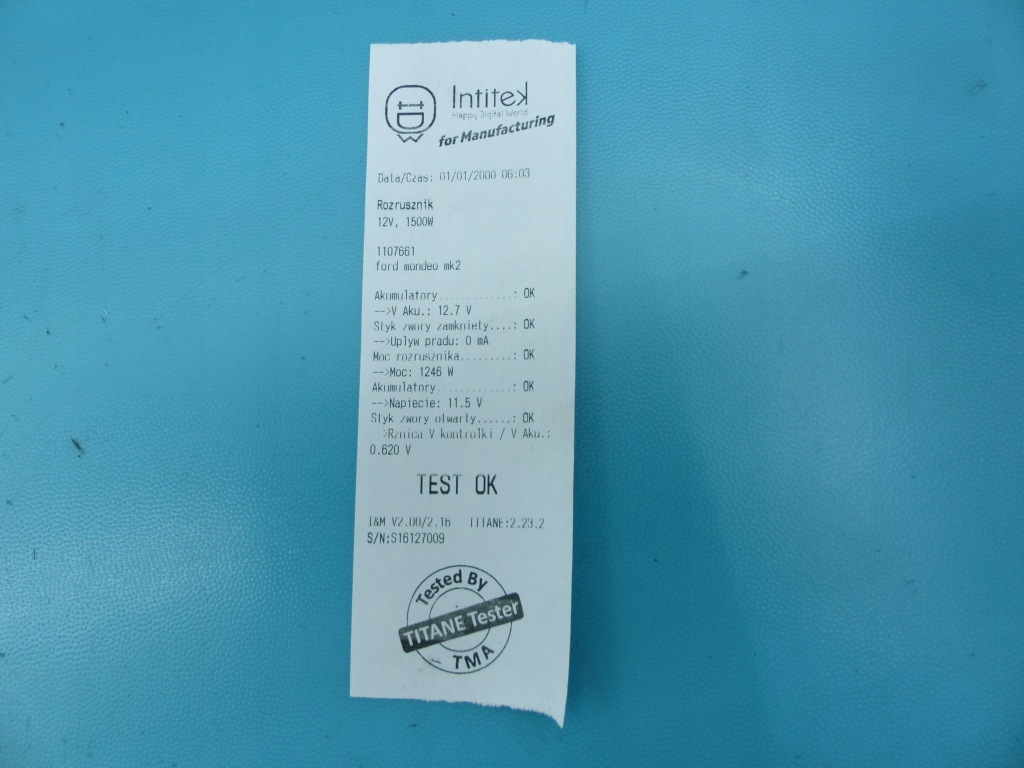 Intitek
Happy Digital World
for Manufacturing
Data/Czas: 01/01/2000 06:03
Rozrusznik
12V, 1500W
1107661
ford mondeo mk2
Akumulatory.............: OK
-->V Aku.: 12.7 V
Styk zwory zamkniety....: OK
-->Uplyw pradu: 0 mA
Moc rozrusznika.........: OK
-->Moc: 1246 W
Akumulatory.............: OK
-->Napiecie: 11.5 V
Styk zwory otwarty......: OK
-->Rznica V kontrolki / V Aku.:
0.620 V
TEST OK
I&M V2.00/2.16 TITANE:2.23.2
S/N:S16127009
Tested By
TITANE Tester
TMA